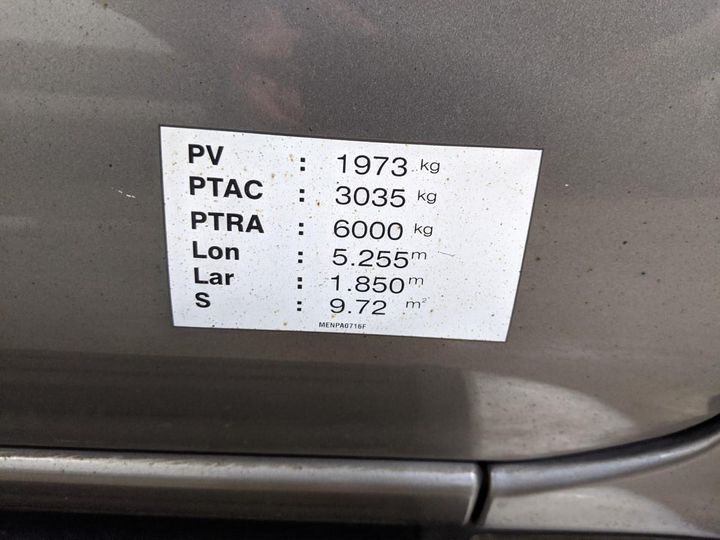 PV : 1973 kg
PTAC : 3035 kg
PTRA : 6000 kg
Lon : 5.255m
Lar : 1.850m
S : 9.72 m²
MENPA0716F